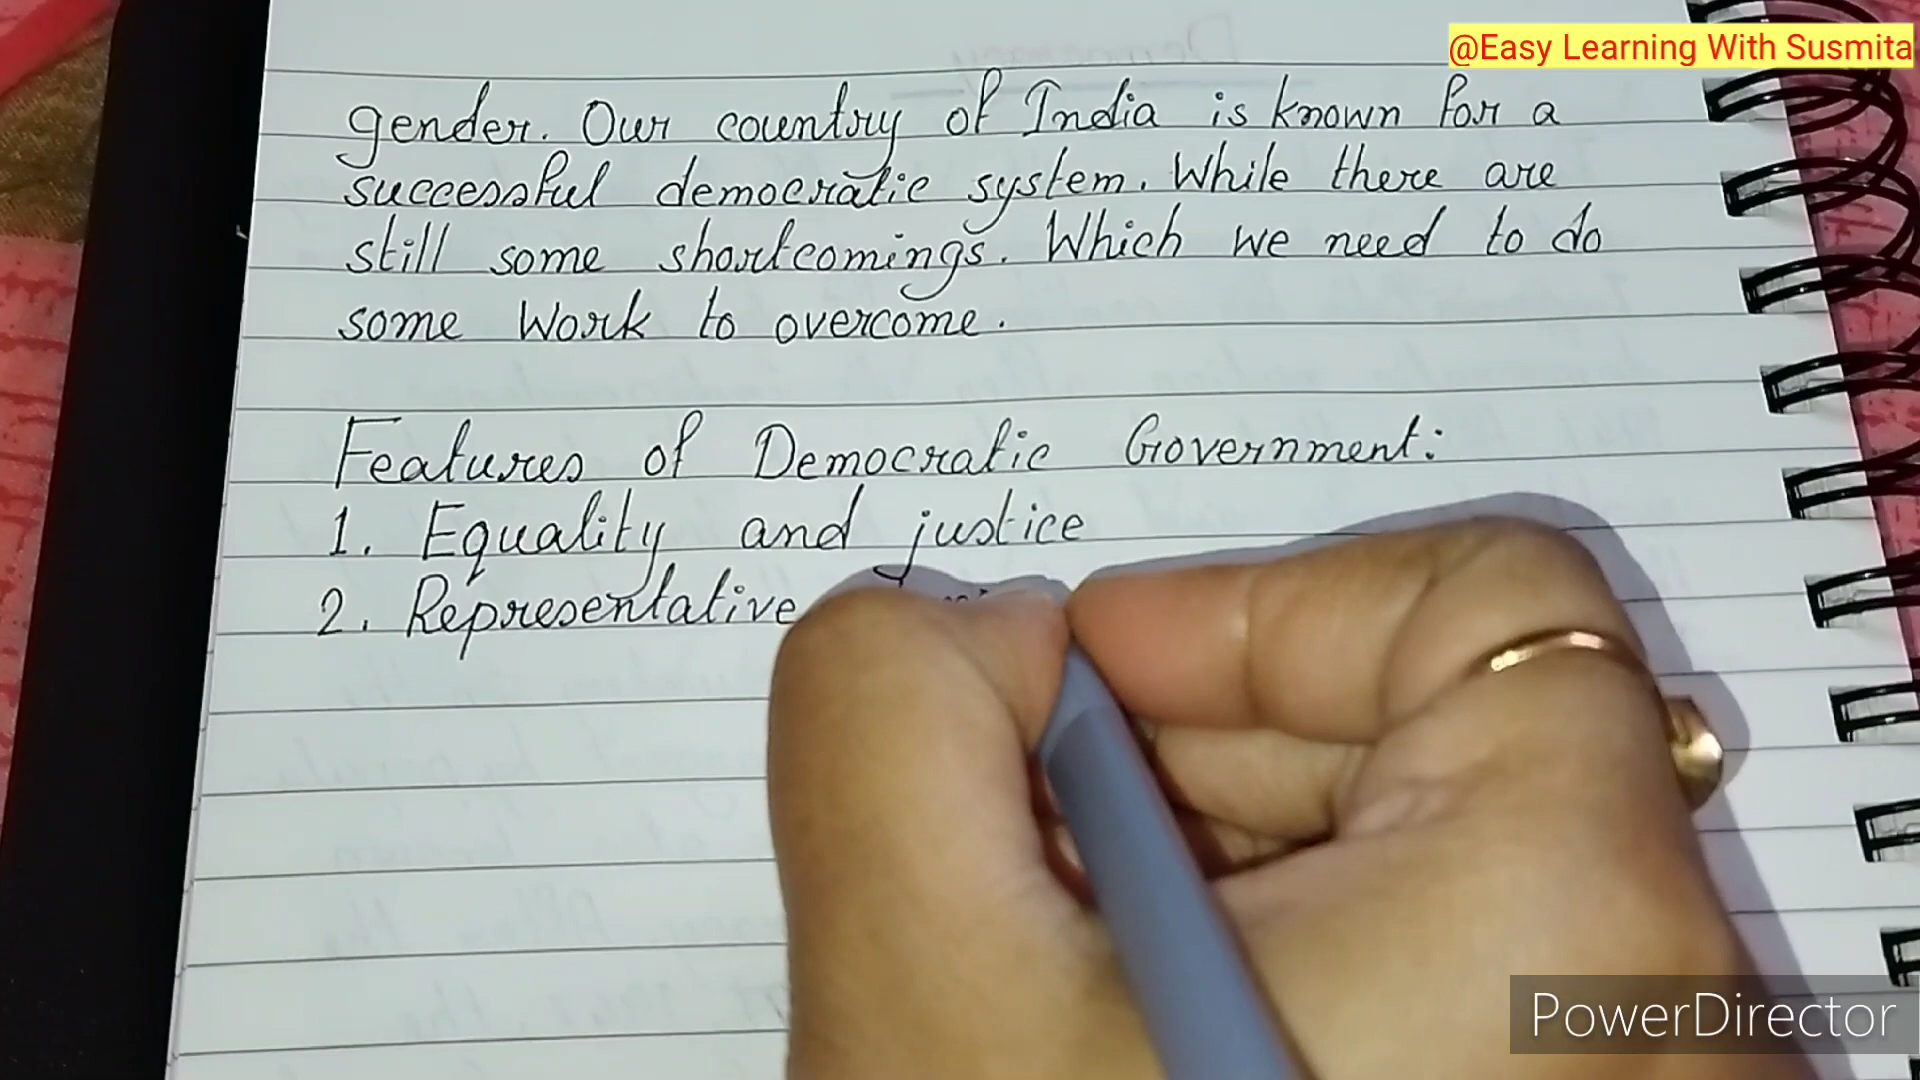 @Easy Learning With Susmita
gender. Our country of India is known for a
successful democratic system. While there are
still some shortcomings. Which we need to do
some work to overcome.
Features of Democratic Government:
1. Equality and justice
2. Representative
PowerDirector